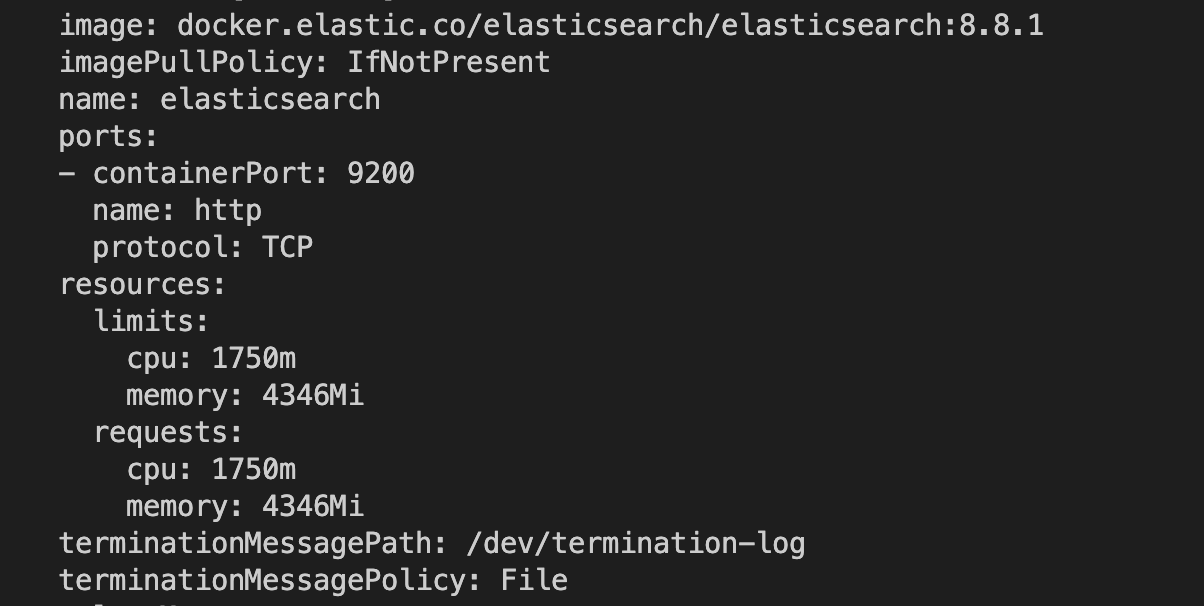 image: docker.elastic.co/elasticsearch/elasticsearch:8.8.1
imagePullPolicy: IfNotPresent
name: elasticsearch
ports:
- containerPort: 9200
  name: http
  protocol: TCP
resources:
  limits:
    cpu: 1750m
    memory: 4346Mi
  requests:
    cpu: 1750m
    memory: 4346Mi
terminationMessagePath: /dev/termination-log
terminationMessagePolicy: File